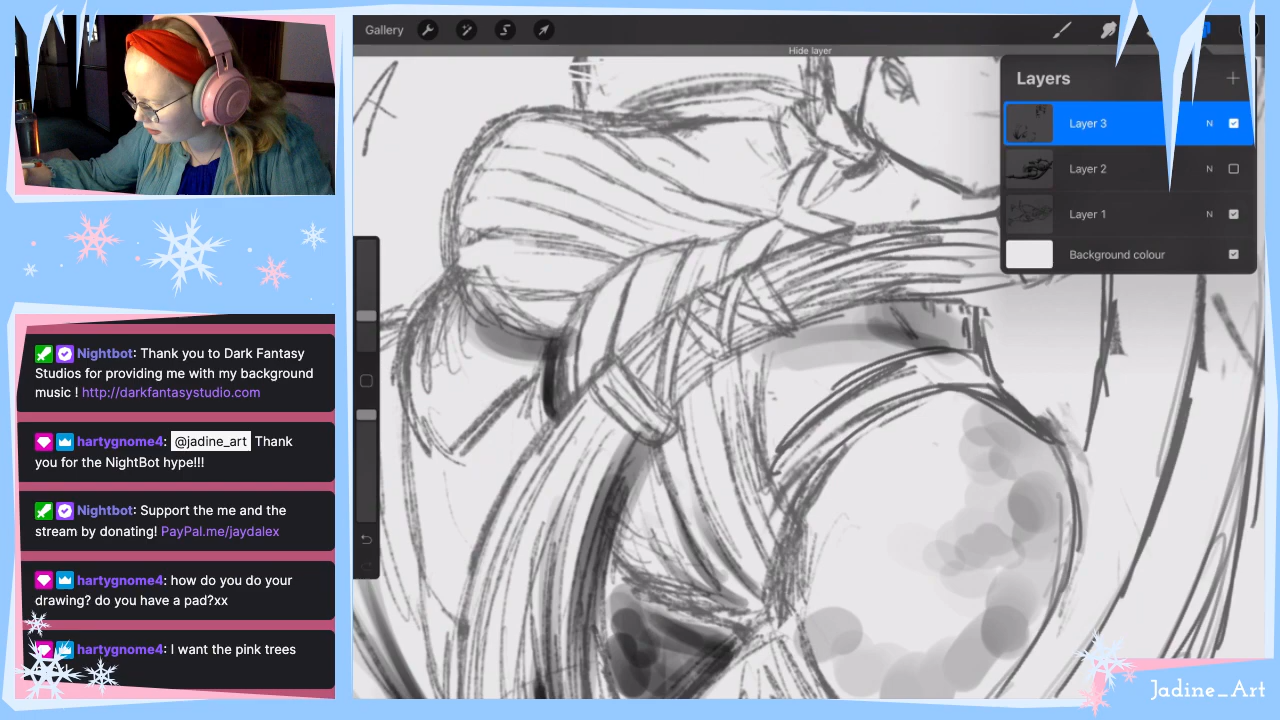 Gallery
Hide layer
Layers
Layer 3 N
Layer 2 N
Layer 1 N
Background colour
Nightbot: Thank you to Dark Fantasy
Studios for providing me with my background
music ! http://darkfantasystudio.com
hartygnome4: @jadine_art Thank
you for the NightBot hype!!!
Nightbot: Support the me and the
stream by donating! PayPal.me/jaydalex
hartygnome4: how do you do your
drawing? do you have a pad?xx
hartygnome4: I want the pink trees
Jadine_Art